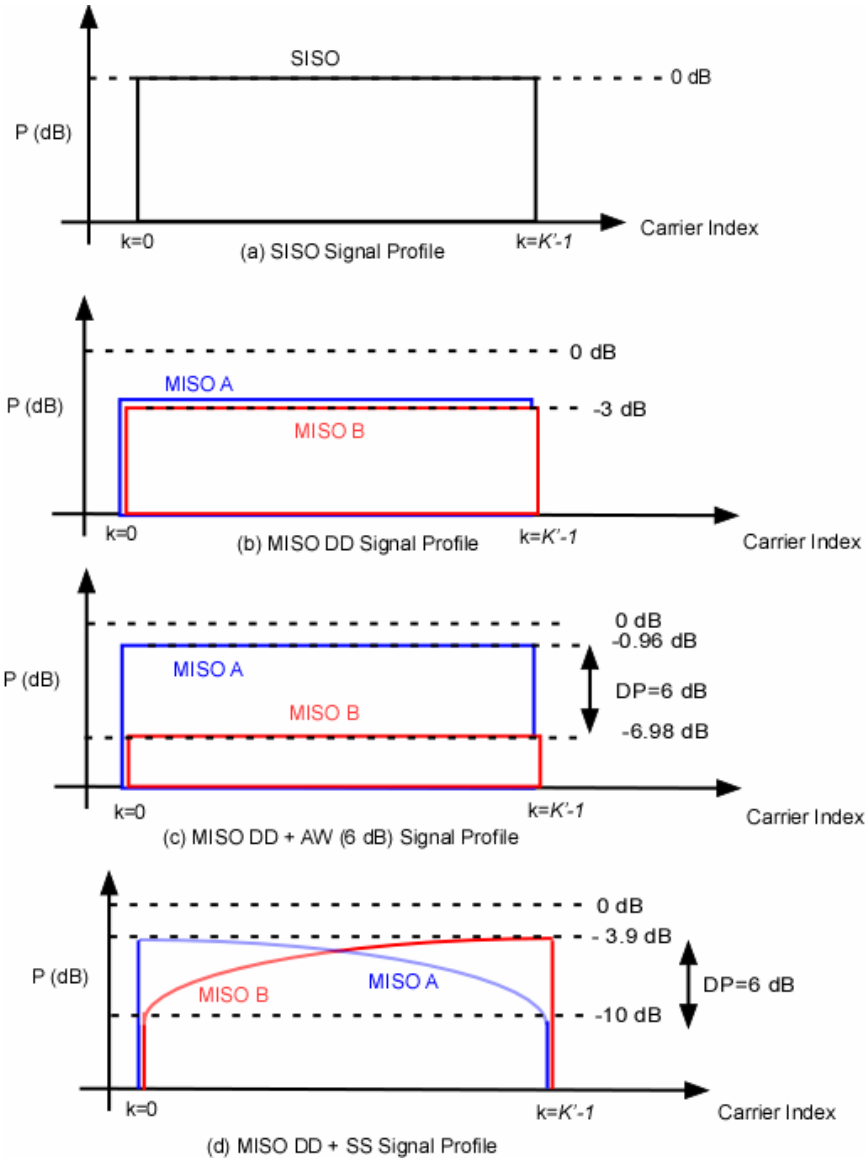 SISO
0 dB
P (dB)
k=0
k=K'-1
Carrier Index
(a) SISO Signal Profile
0 dB
MISO A
P (dB)
-3 dB
MISO B
k=0
k=K'-1
(b) MISO DD Signal Profile
Carrier Index
0 dB
-0.96 dB
MISO A
P (dB)
DP=6 dB
MISO B
-6.98 dB
k=0
k=K'-1
Carrier Index
(c) MISO DD + AW (6 dB) Signal Profile
0 dB
- 3.9 dB
P (dB)
MISO B
MISO A
DP=6 dB
-10 dB
k=0
k=K'-1
Carrier Index
(d) MISO DD + SS Signal Profile